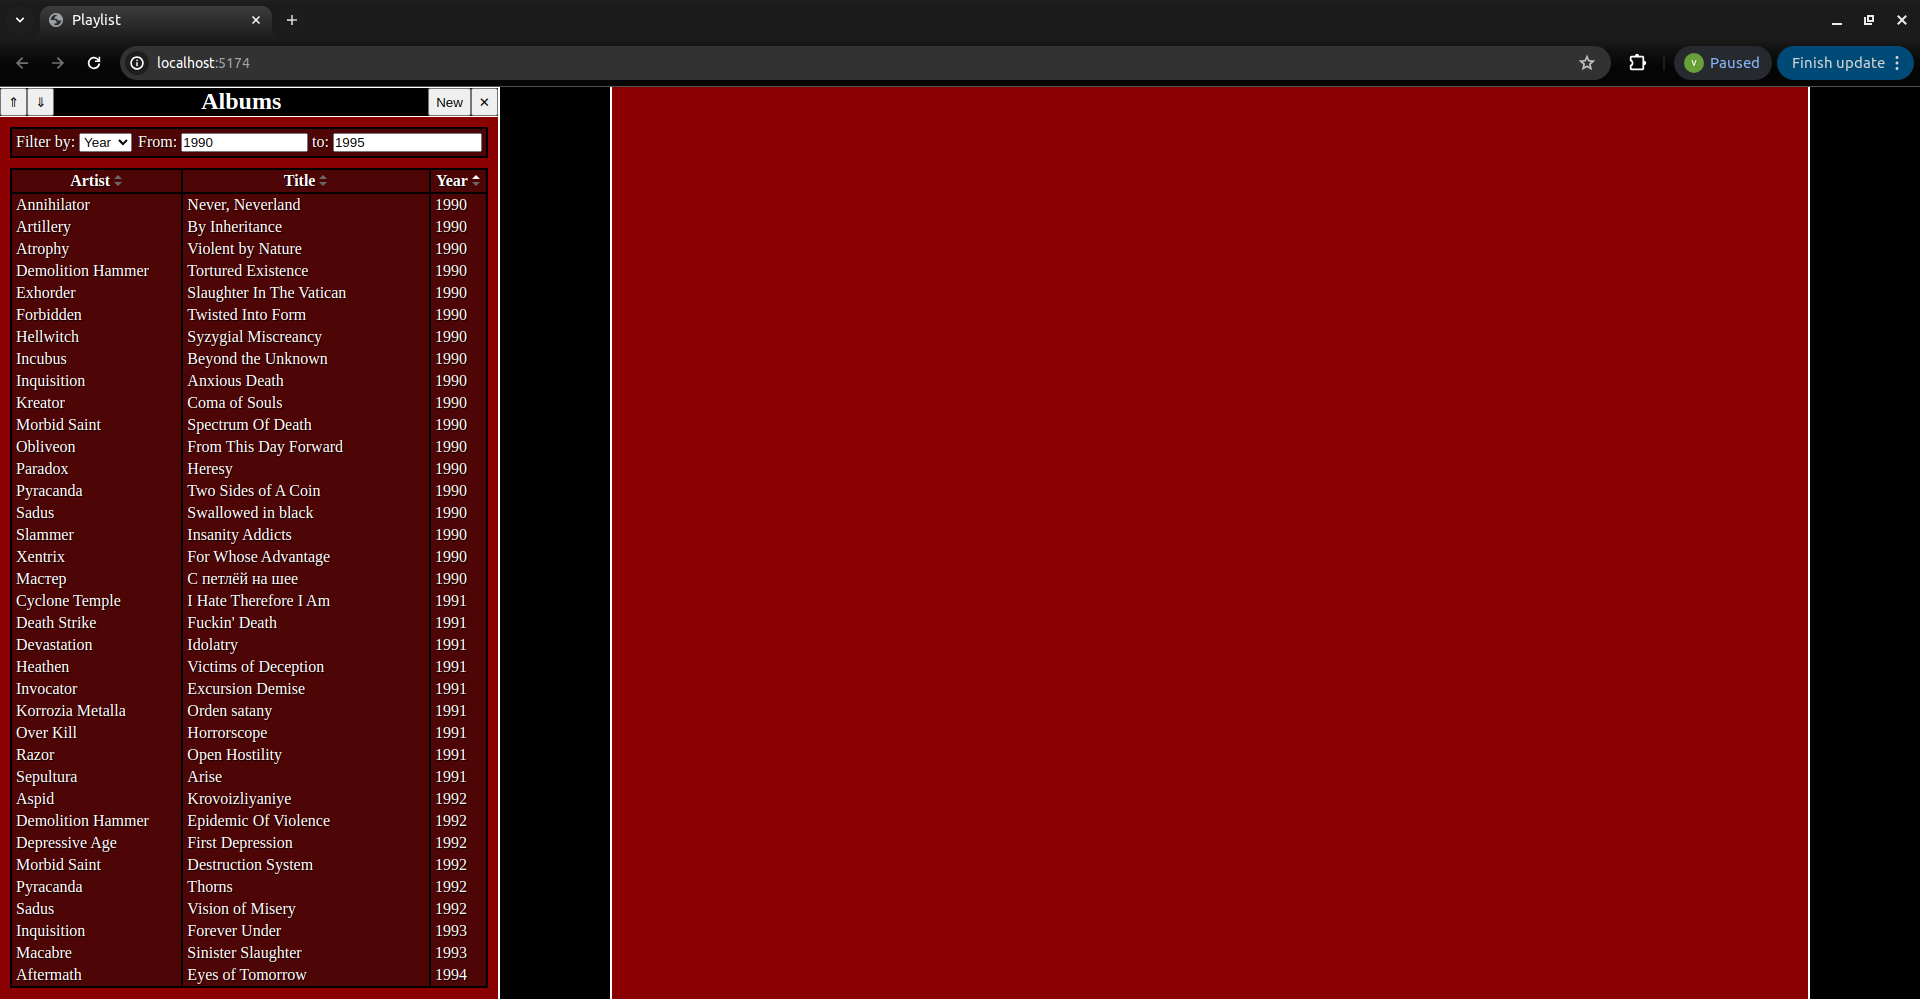 Playlist
localhost:5174
Paused
Finish update
Albums
New
Filter by: Year From: 1990 to: 1995
Artist Title Year
Annihilator Never, Neverland 1990
Artillery By Inheritance 1990
Atrophy Violent by Nature 1990
Demolition Hammer Tortured Existence 1990
Exhorder Slaughter In The Vatican 1990
Forbidden Twisted Into Form 1990
Hellwitch Syzygial Miscreancy 1990
Incubus Beyond the Unknown 1990
Inquisition Anxious Death 1990
Kreator Coma of Souls 1990
Morbid Saint Spectrum Of Death 1990
Obliveon From This Day Forward 1990
Paradox Heresy 1990
Pyracanda Two Sides of A Coin 1990
Sadus Swallowed in black 1990
Slammer Insanity Addicts 1990
Xentrix For Whose Advantage 1990
Мастер С петлёй на шее 1990
Cyclone Temple I Hate Therefore I Am 1991
Death Strike Fuckin' Death 1991
Devastation Idolatry 1991
Heathen Victims of Deception 1991
Invocator Excursion Demise 1991
Korrozia Metalla Orden satany 1991
Over Kill Horrorscope 1991
Razor Open Hostility 1991
Sepultura Arise 1991
Aspid Krovoizliyaniye 1992
Demolition Hammer Epidemic Of Violence 1992
Depressive Age First Depression 1992
Morbid Saint Destruction System 1992
Pyracanda Thorns 1992
Sadus Vision of Misery 1992
Inquisition Forever Under 1993
Macabre Sinister Slaughter 1993
Aftermath Eyes of Tomorrow 1994